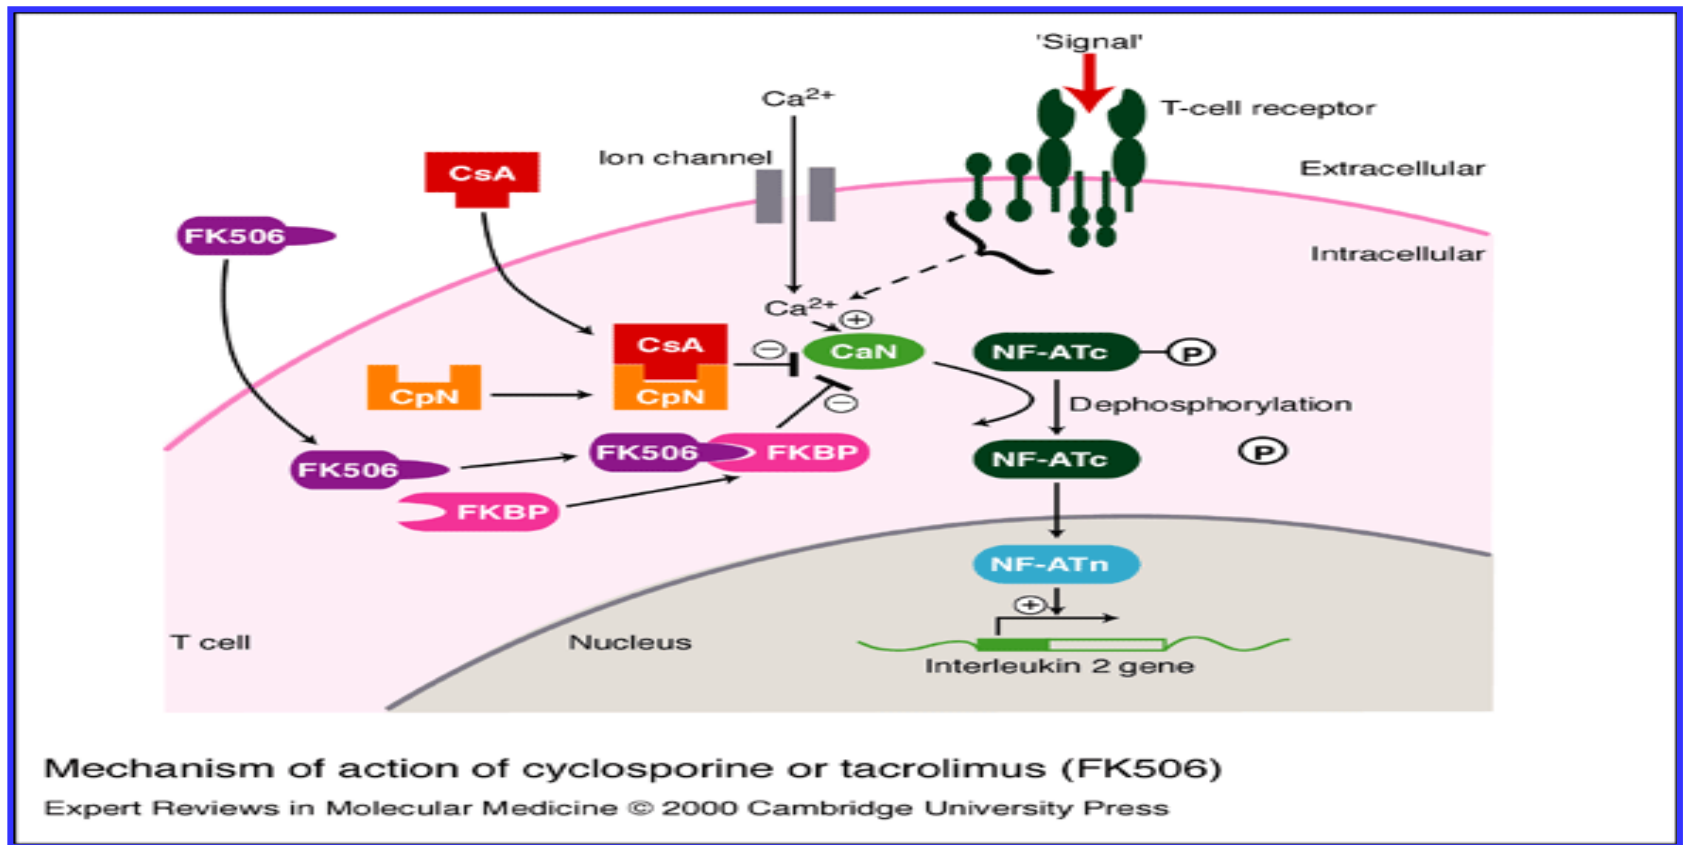 'Signal'
Ca2+
T-cell receptor
Ion channel
Extracellular
CsA
FK506
Intracellular
Ca2+
+
CsA
−
CaN
NF-ATc
P
CpN
CpN
−
Dephosphorylation
FK506
FKBP
NF-ATc
P
FK506
FKBP
NF-ATn
+
T cell
Nucleus
Interleukin 2 gene
Mechanism of action of cyclosporine or tacrolimus (FK506)
Expert Reviews in Molecular Medicine © 2000 Cambridge University Press